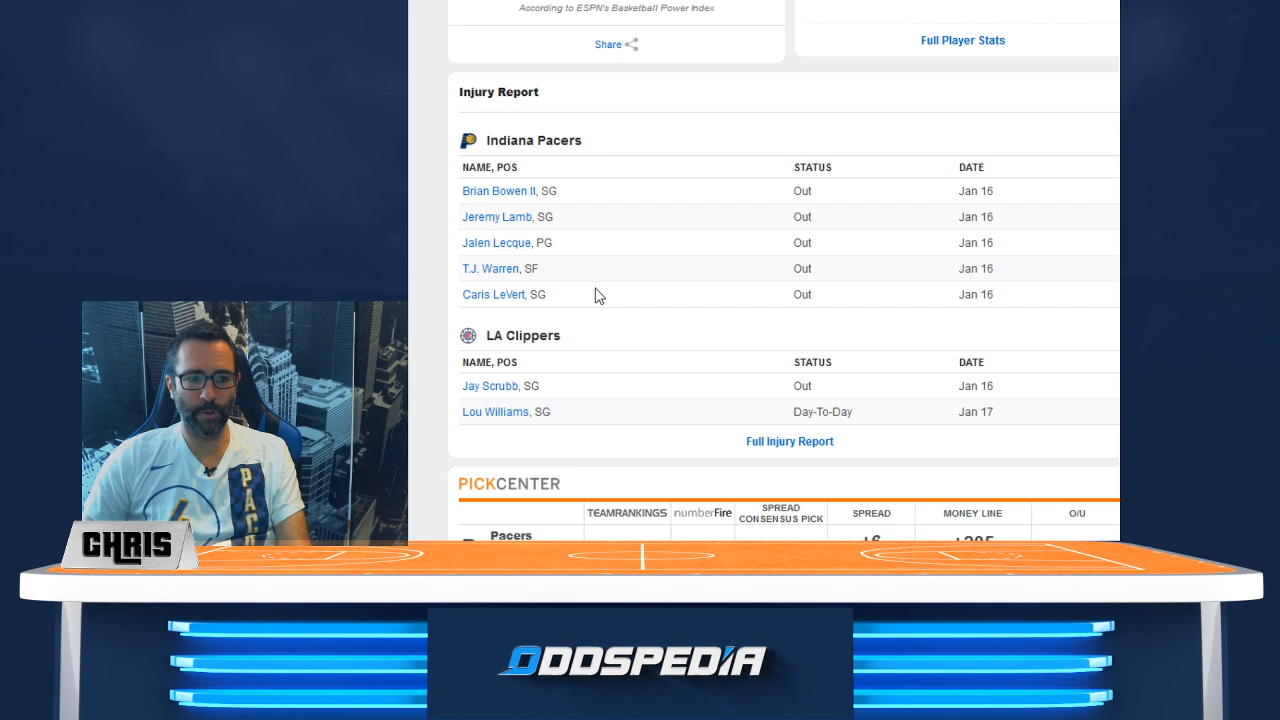 According to ESPN's Basketball Power Index
Share
Full Player Stats
Injury Report
Indiana Pacers
NAME, POS STATUS DATE
Brian Bowen II, SG Out Jan 16
Jeremy Lamb, SG Out Jan 16
Jalen Lecque, PG Out Jan 16
T.J. Warren, SF Out Jan 16
Caris LeVert, SG Out Jan 16
LA Clippers
NAME, POS STATUS DATE
Jay Scrubb, SG Out Jan 16
Lou Williams, SG Day-To-Day Jan 17
Full Injury Report
PICKCENTER
TEAMRANKINGS numberFire SPREAD CONSENSUS PICK SPREAD MONEY LINE O/U
Pacers
PAC
CHRIS
ODDSPEDIA